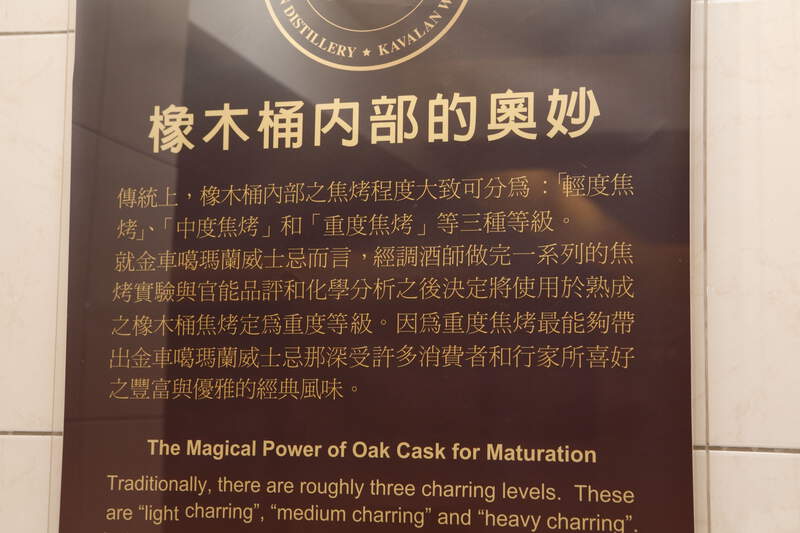 DISTILLERY ★ KAVALAN
橡木桶內部的奧妙
傳統上，橡木桶內部之焦烤程度大致可分爲：「輕度焦
烤」、「中度焦烤」和「重度焦烤」等三種等級。
就金車噶瑪蘭威士忌而言，經調酒師做完一系列的焦
烤實驗與官能品評和化學分析之後決定將使用於熟成
之橡木桶焦烤定爲重度等級。因爲重度焦烤最能夠帶
出金車噶瑪蘭威士忌那深受許多消費者和行家所喜好
之豐富與優雅的經典風味。
The Magical Power of Oak Cask for Maturation
Traditionally, there are roughly three charring levels. These
are “light charring”, “medium charring” and “heavy charring”.